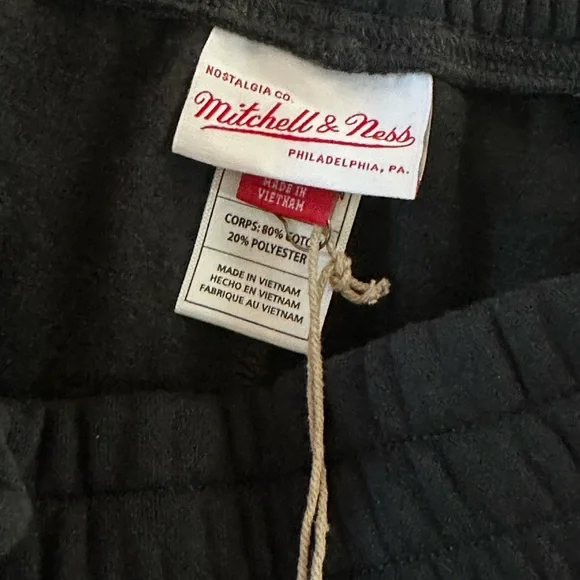 NOSTALGIA CO.
Mitchell & Ness
PHILADELPHIA, PA.
MADE IN
VIETNAM
CORPS: 80%
20% POLYESTER
MADE IN VIETNAM
HECHO EN VIETNAM
FABRIQUE AU VIETNAM